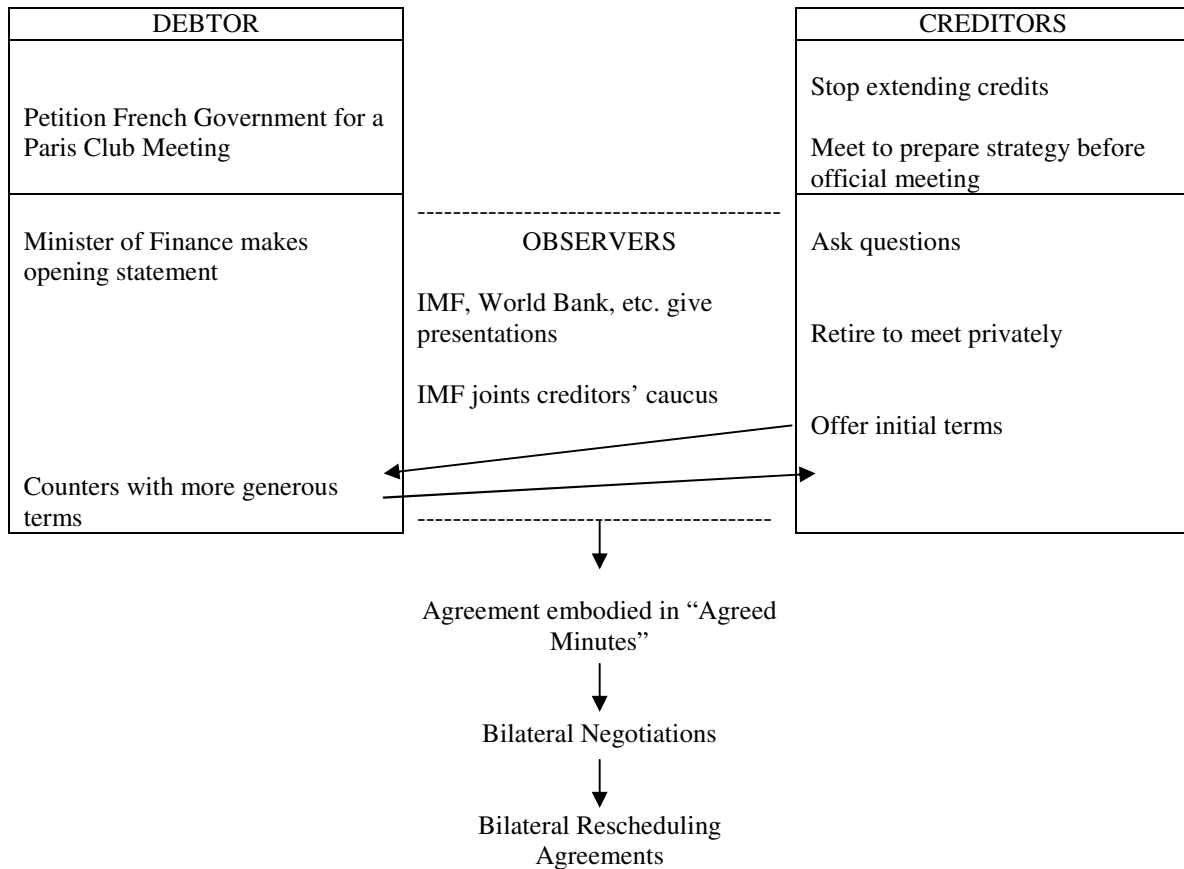 DEBTOR
Petition French Government for a
Paris Club Meeting
Minister of Finance makes
opening statement
Counters with more generous
terms
OBSERVERS
IMF, World Bank, etc. give
presentations
IMF joints creditors’ caucus
CREDITORS
Stop extending credits
Meet to prepare strategy before
official meeting
Ask questions
Retire to meet privately
Offer initial terms
Agreement embodied in “Agreed
Minutes”
Bilateral Negotiations
Bilateral Rescheduling
Agreements